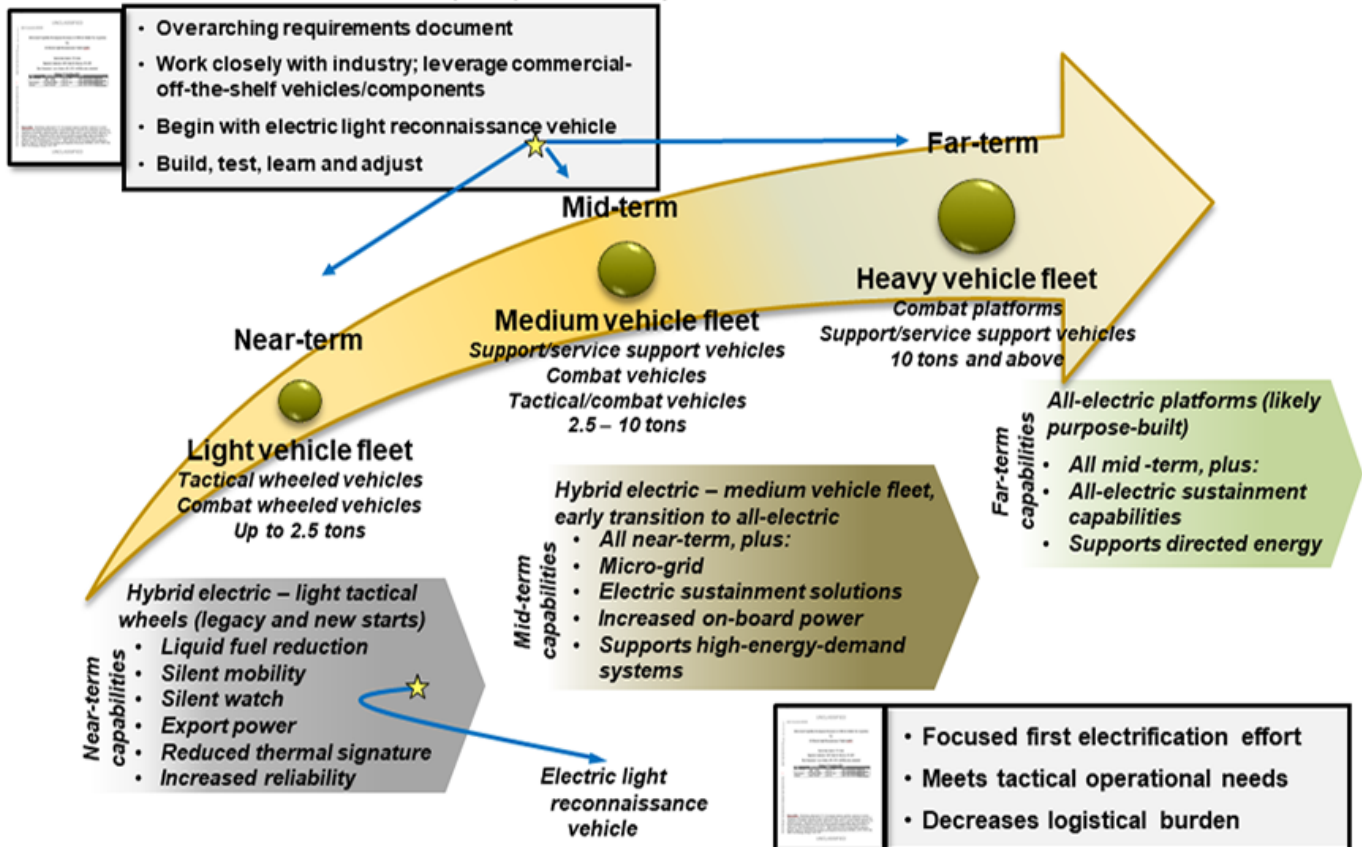 • Overarching requirements document
• Work closely with industry; leverage commercial-
off-the-shelf vehicles/components
• Begin with electric light reconnaissance vehicle
• Build, test, learn and adjust
Far-term
Mid-term
Near-term
Heavy vehicle fleet
Combat platforms
Support/service support vehicles
10 tons and above
Medium vehicle fleet
Support/service support vehicles
Combat vehicles
Tactical/combat vehicles
2.5 – 10 tons
Light vehicle fleet
Tactical wheeled vehicles
Combat wheeled vehicles
Up to 2.5 tons
Near-term
capabilities
Hybrid electric – light tactical
wheels (legacy and new starts)
• Liquid fuel reduction
• Silent mobility
• Silent watch
• Export power
• Reduced thermal signature
• Increased reliability
Electric light
reconnaissance
vehicle
Mid-term
capabilities
Hybrid electric – medium vehicle fleet,
early transition to all-electric
• All near-term, plus:
• Micro-grid
• Electric sustainment solutions
• Increased on-board power
• Supports high-energy-demand
systems
Far-term
capabilities
All-electric platforms (likely
purpose-built)
• All mid -term, plus:
• All-electric sustainment
capabilities
• Supports directed energy
• Focused first electrification effort
• Meets tactical operational needs
• Decreases logistical burden